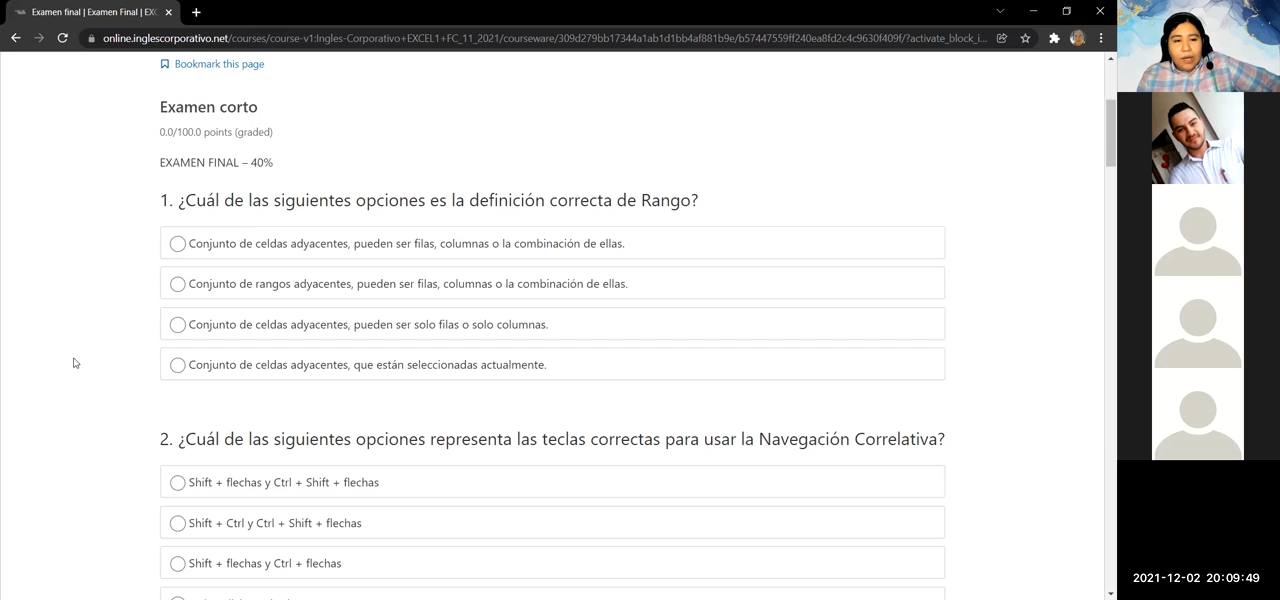 Examen final | Examen Final | EXC
online.inglescorporativo.net/courses/course-v1:Ingles-Corporativo+EXCEL1+FC_11_2021/courseware/309d279bb17344a1ab1d1bb4af881b9e/b57447559ff240ea8fd2c4c9630f409f/?activate_block_i...
Bookmark this page
Examen corto
0.0/100.0 points (graded)
EXAMEN FINAL – 40%
1. ¿Cuál de las siguientes opciones es la definición correcta de Rango?
Conjunto de celdas adyacentes, pueden ser filas, columnas o la combinación de ellas.
Conjunto de rangos adyacentes, pueden ser filas, columnas o la combinación de ellas.
Conjunto de celdas adyacentes, pueden ser solo filas o solo columnas.
Conjunto de celdas adyacentes, que están seleccionadas actualmente.
2. ¿Cuál de las siguientes opciones representa las teclas correctas para usar la Navegación Correlativa?
Shift + flechas y Ctrl + Shift + flechas
Shift + Ctrl y Ctrl + Shift + flechas
Shift + flechas y Ctrl + flechas
2021-12-02 20:09:49